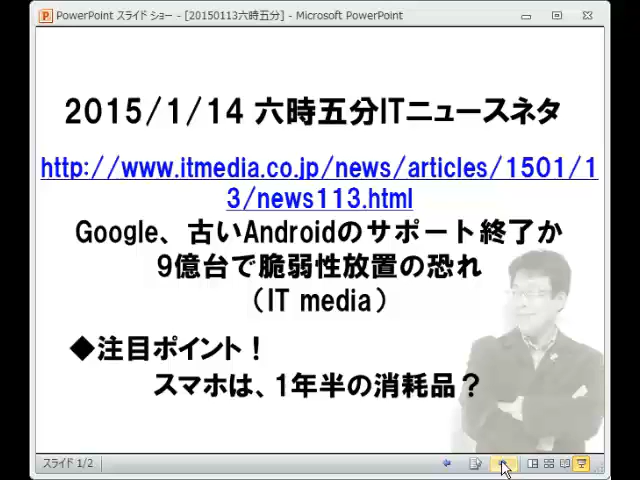 PowerPoint スライド ショー - [20150113六時五分] - Microsoft PowerPoint
2015/1/14 六時五分ITニュースネタ
http://www.itmedia.co.jp/news/articles/1501/1
3/news113.html
Google、古いAndroidのサポート終了か
9億台で脆弱性放置の恐れ
（IT media）
◆注目ポイント！
スマホは、1年半の消耗品？
スライド 1/2